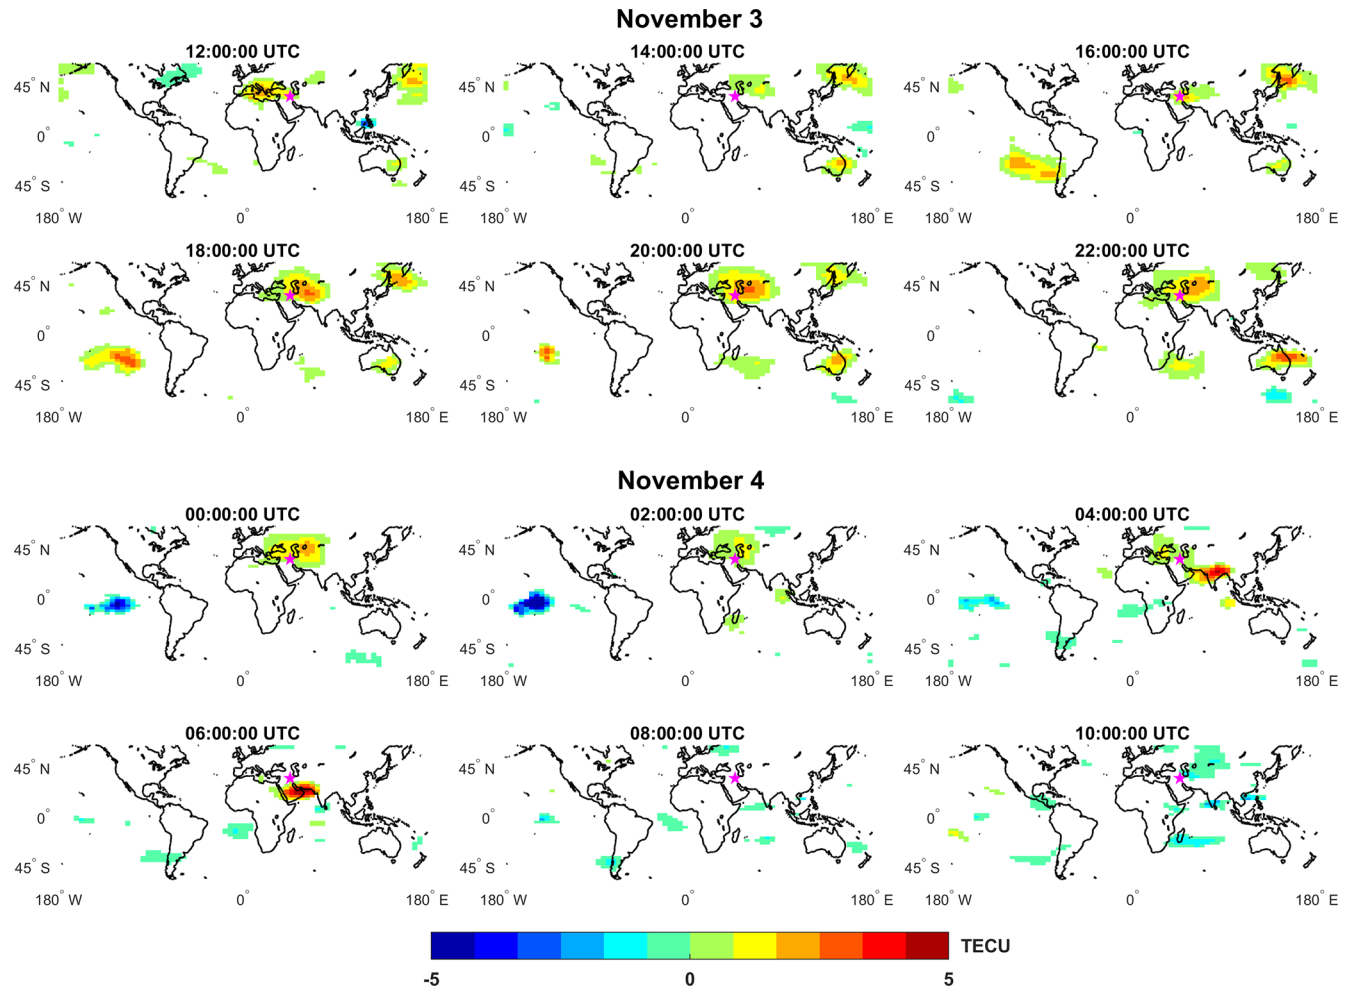 November 3
12:00:00 UTC 14:00:00 UTC 16:00:00 UTC
45° N 45° N 45° N
0° 0° 0°
45° S 45° S 45° S
180° W 0° 180° E 180° W 0° 180° E 180° W 0° 180° E
18:00:00 UTC 20:00:00 UTC 22:00:00 UTC
45° N 45° N 45° N
0° 0° 0°
45° S 45° S 45° S
180° W 0° 180° E 180° W 0° 180° E 180° W 0° 180° E
November 4
00:00:00 UTC 02:00:00 UTC 04:00:00 UTC
45° N 45° N 45° N
0° 0° 0°
45° S 45° S 45° S
180° W 0° 180° E 180° W 0° 180° E 180° W 0° 180° E
06:00:00 UTC 08:00:00 UTC 10:00:00 UTC
45° N 45° N 45° N
0° 0° 0°
45° S 45° S 45° S
180° W 0° 180° E 180° W 0° 180° E 180° W 0° 180° E
TECU
-5 0 5